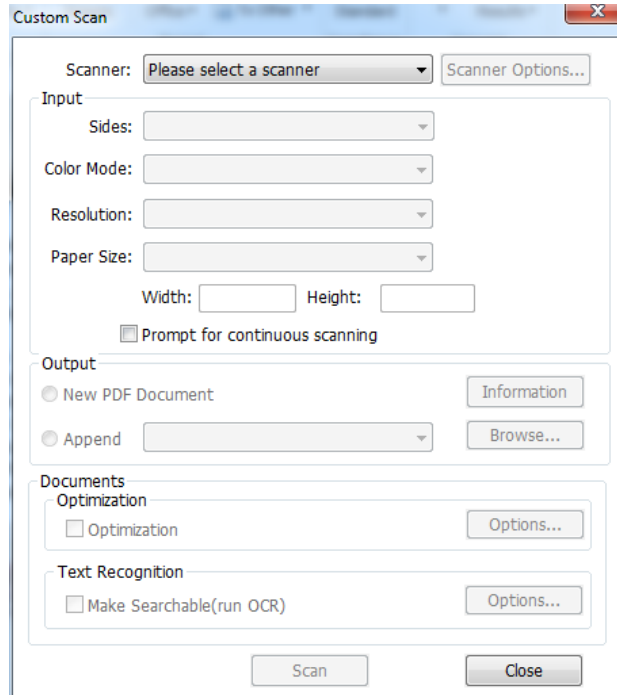 Custom Scan
Scanner: Please select a scanner Scanner Options...
Input
Sides:
Color Mode:
Resolution:
Paper Size:
Width: Height:
Prompt for continuous scanning
Output
New PDF Document Information
Append Browse...
Documents
Optimization
Optimization Options...
Text Recognition
Make Searchable(run OCR) Options...
Scan Close